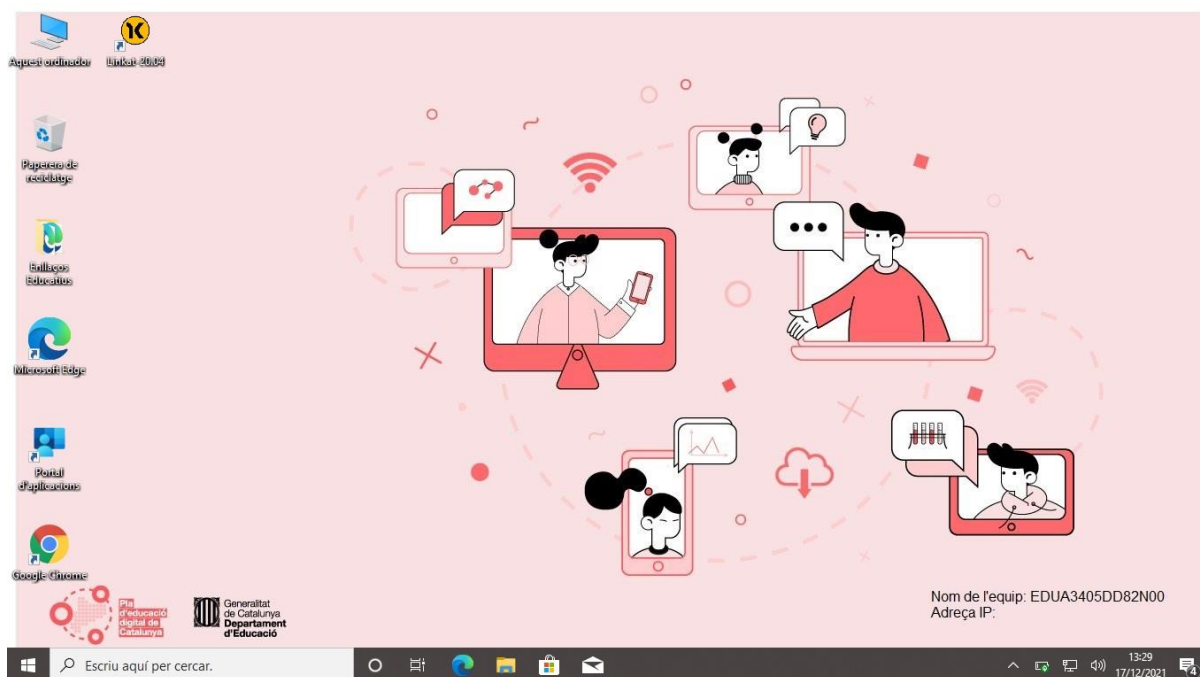 Aquest ordinador
Linkat-20.04
Paperera de
reciclatge
Enllaços
Educatius
Microsoft Edge
Portal
d'aplicacions
Google Chrome
Pla
d'educació
digital de
Catalunya
Generalitat
de Catalunya
Departament
d'Educació
Nom de l'equip: EDUA3405DD82N00
Adreça IP:
Escriu aquí per cercar.
13:29
17/12/2021
4